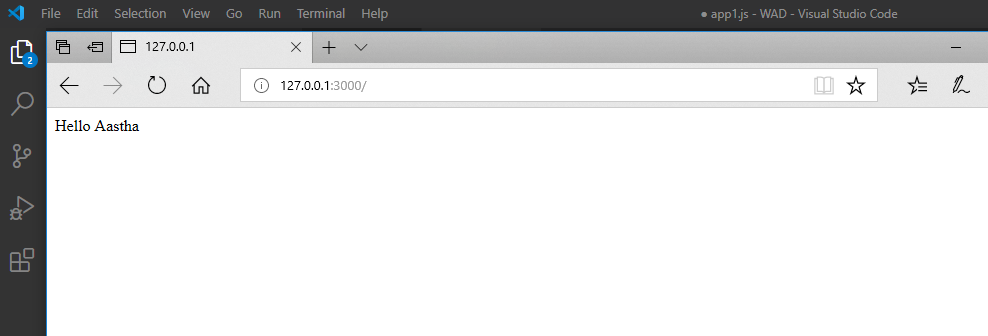 File Edit Selection View Go Run Terminal Help ● app1.js - WAD - Visual Studio Code
2
127.0.0.1
127.0.0.1:3000/
Hello Aastha